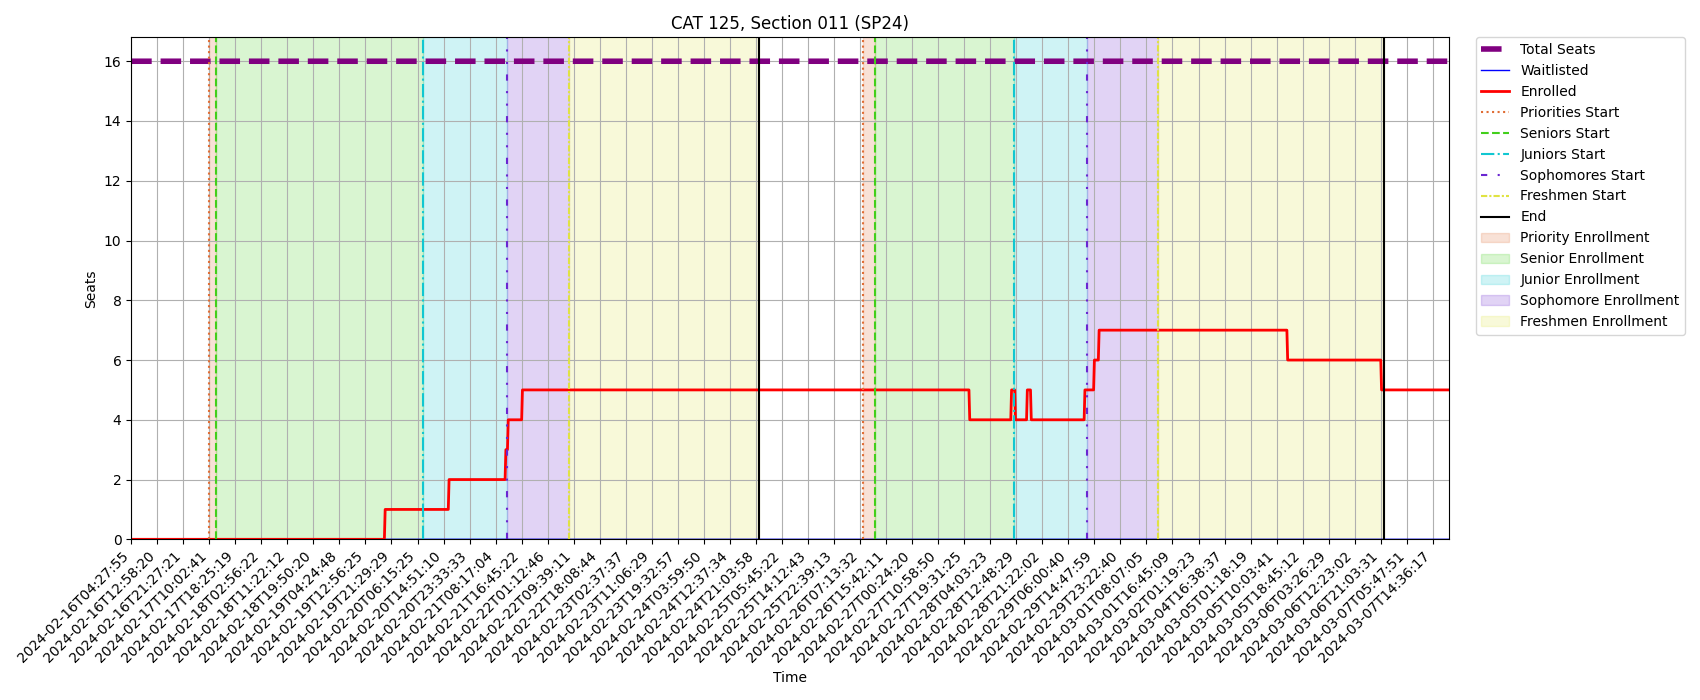 CAT 125, Section 011 (SP24)
Seats
16
14
12
10
8
6
4
2
0
2024-02-16T04:27:55
2024-02-16T12:58:20
2024-02-16T21:27:21
2024-02-17T10:02:41
2024-02-17T18:25:19
2024-02-18T02:56:22
2024-02-18T11:22:12
2024-02-18T19:50:20
2024-02-19T04:24:48
2024-02-19T12:56:25
2024-02-19T21:29:29
2024-02-20T06:15:25
2024-02-20T14:51:10
2024-02-20T23:33:33
2024-02-21T08:17:04
2024-02-21T16:45:22
2024-02-22T01:12:46
2024-02-22T09:39:11
2024-02-22T18:08:44
2024-02-23T02:37:37
2024-02-23T11:06:29
2024-02-23T19:32:57
2024-02-24T03:59:50
2024-02-24T12:37:34
2024-02-24T21:03:58
2024-02-25T05:45:22
2024-02-25T14:12:43
2024-02-25T22:39:13
2024-02-26T07:13:32
2024-02-26T15:42:11
2024-02-27T00:24:20
2024-02-27T10:58:50
2024-02-27T19:31:25
2024-02-28T04:03:23
2024-02-28T12:48:29
2024-02-28T21:22:02
2024-02-29T06:00:40
2024-02-29T14:47:59
2024-02-29T23:22:40
2024-03-01T08:07:05
2024-03-01T16:45:09
2024-03-02T01:19:23
2024-03-04T16:38:37
2024-03-05T01:18:19
2024-03-05T10:03:41
2024-03-05T18:45:12
2024-03-06T03:26:29
2024-03-06T12:23:02
2024-03-06T21:03:31
2024-03-07T05:47:51
2024-03-07T14:36:17
Time
Total Seats
Waitlisted
Enrolled
Priorities Start
Seniors Start
Juniors Start
Sophomores Start
Freshmen Start
End
Priority Enrollment
Senior Enrollment
Junior Enrollment
Sophomore Enrollment
Freshmen Enrollment